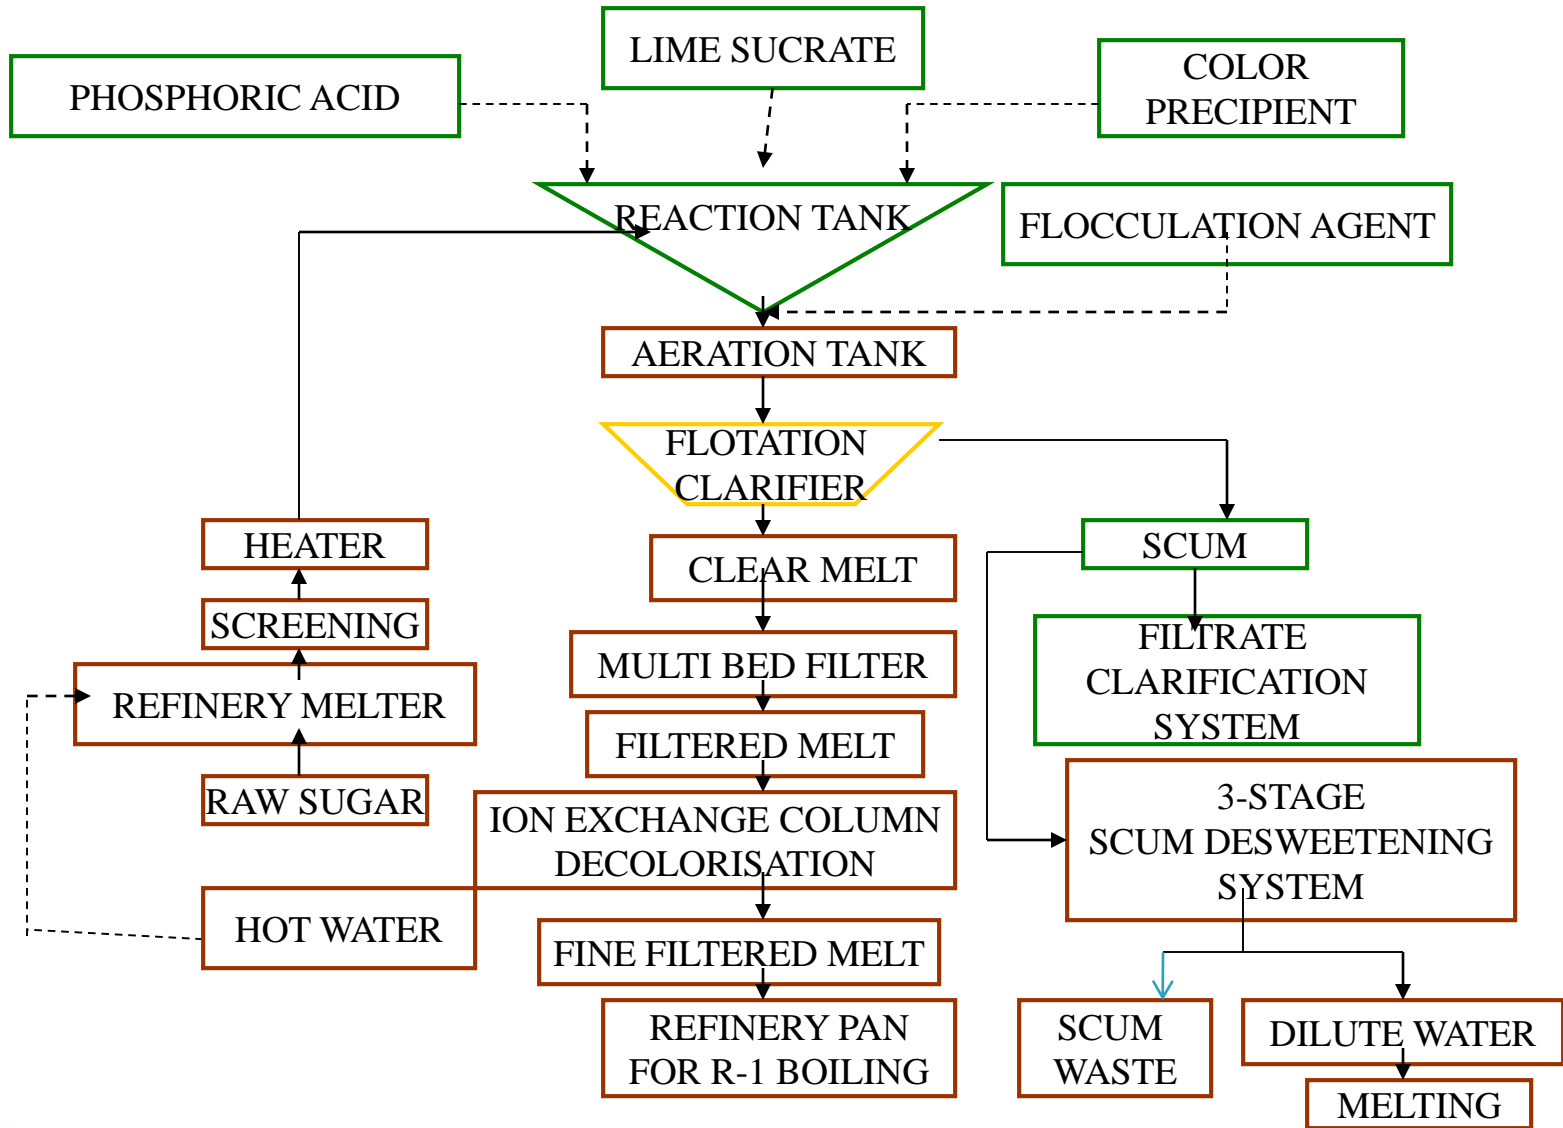 LIME SUCRATE
PHOSPHORIC ACID
COLOR
PRECIPIENT
REACTION TANK
FLOCCULATION AGENT
AERATION TANK
FLOTATION
CLARIFIER
HEATER
SCUM
CLEAR MELT
SCREENING
FILTRATE
CLARIFICATION
SYSTEM
MULTI BED FILTER
REFINERY MELTER
FILTERED MELT
RAW SUGAR
3-STAGE
SCUM DESWEETENING
SYSTEM
ION EXCHANGE COLUMN
DECOLORISATION
HOT WATER
FINE FILTERED MELT
REFINERY PAN
FOR R-1 BOILING
SCUM
WASTE
DILUTE WATER
MELTING